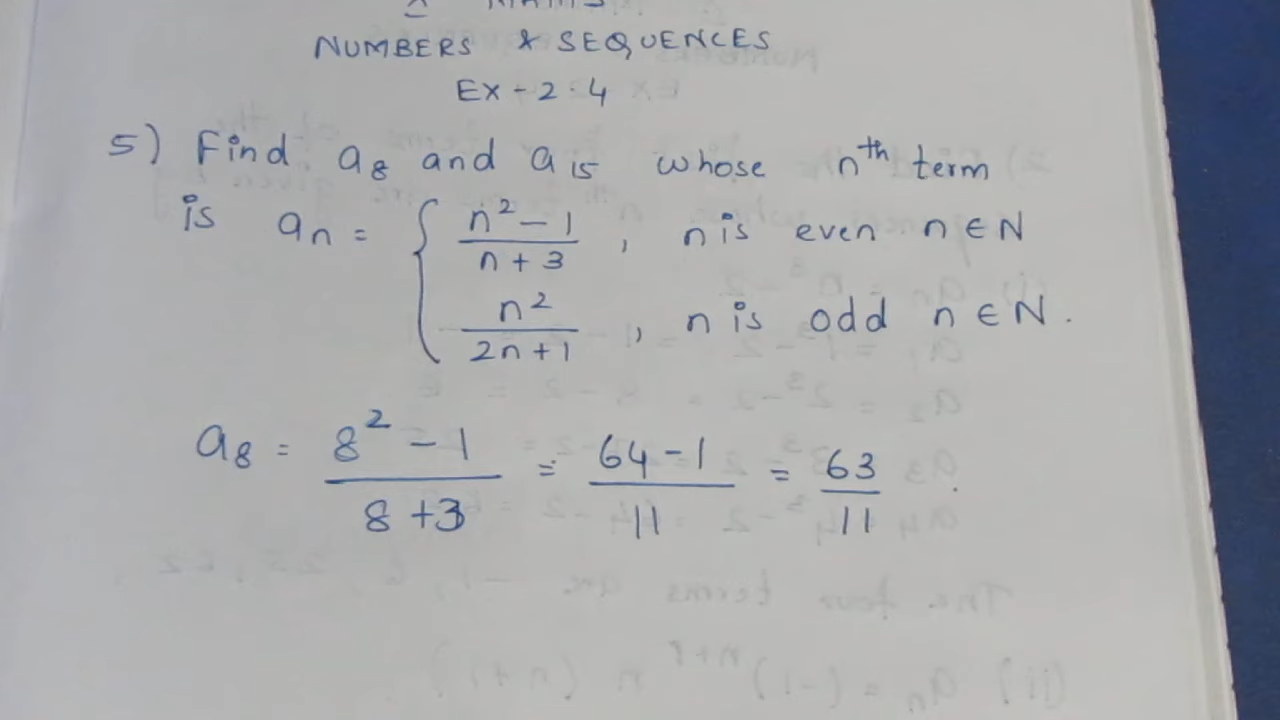 NUMBERS & SEQUENCES
Ex - 2.4
5) Find a₈ and a₁₅ whose nᵗʰ term
is aₙ = { (n² - 1)/(n + 3) , n is even n ∈ N
n²/(2n+1) , n is odd n ∈ N.
a₈ = (8² - 1)/(8 + 3) = (64 - 1)/11 = 63/11 .